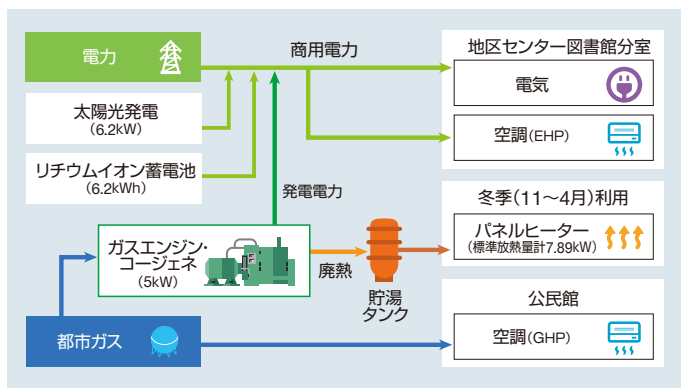 電力
商用電力
太陽光発電
(6.2kW)
リチウムイオン蓄電池
(6.2kWh)
発電電力
ガスエンジン・
コージェネ
(5kW)
廃熱
貯湯
タンク
都市ガス
地区センター図書館分室
電気
空調(EHP)
冬季(11〜4月)利用
パネルヒーター
(標準放熱量計7.89kW)
公民館
空調(GHP)